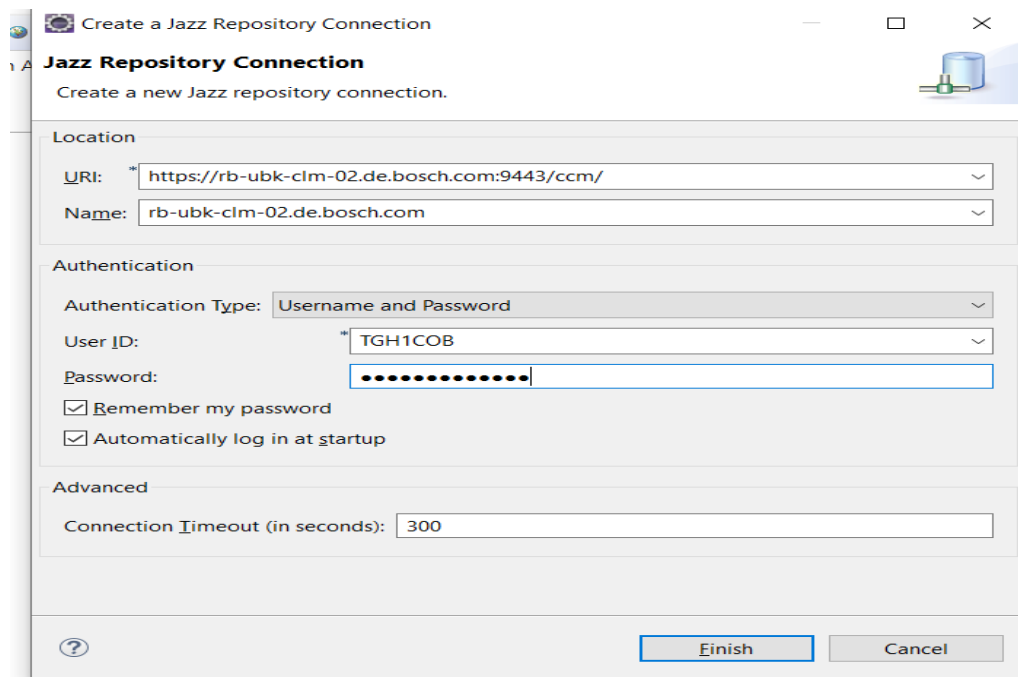 Create a Jazz Repository Connection
Jazz Repository Connection
Create a new Jazz repository connection.
Location
URI: * https://rb-ubk-clm-02.de.bosch.com:9443/ccm/
Name: rb-ubk-clm-02.de.bosch.com
Authentication
Authentication Type: Username and Password
User ID: * TGH1COB
Password: ●●●●●●●●●●●●●
Remember my password
Automatically log in at startup
Advanced
Connection Timeout (in seconds): 300
? Finish Cancel